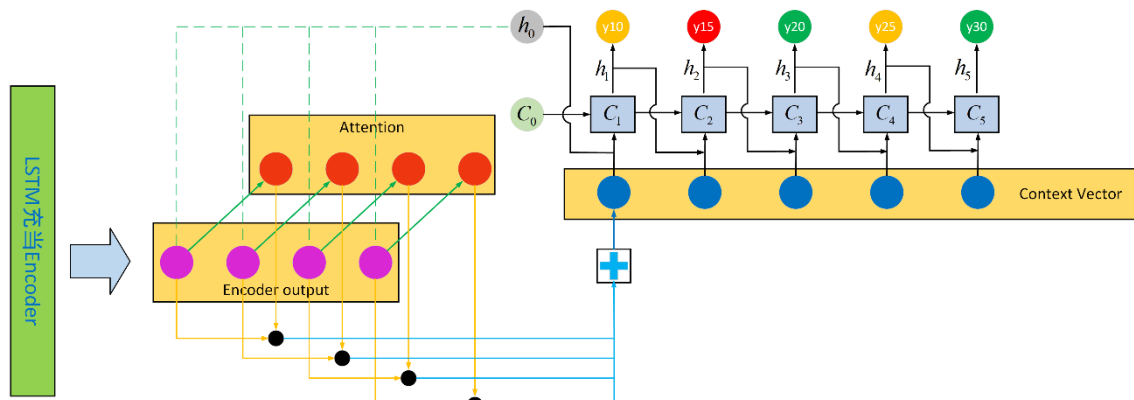 h0
y10
y15
y20
y25
y30
h1
h2
h3
h4
h5
C0
C1
C2
C3
C4
C5
Attention
LSTM充当Encoder
Context Vector
Encoder output